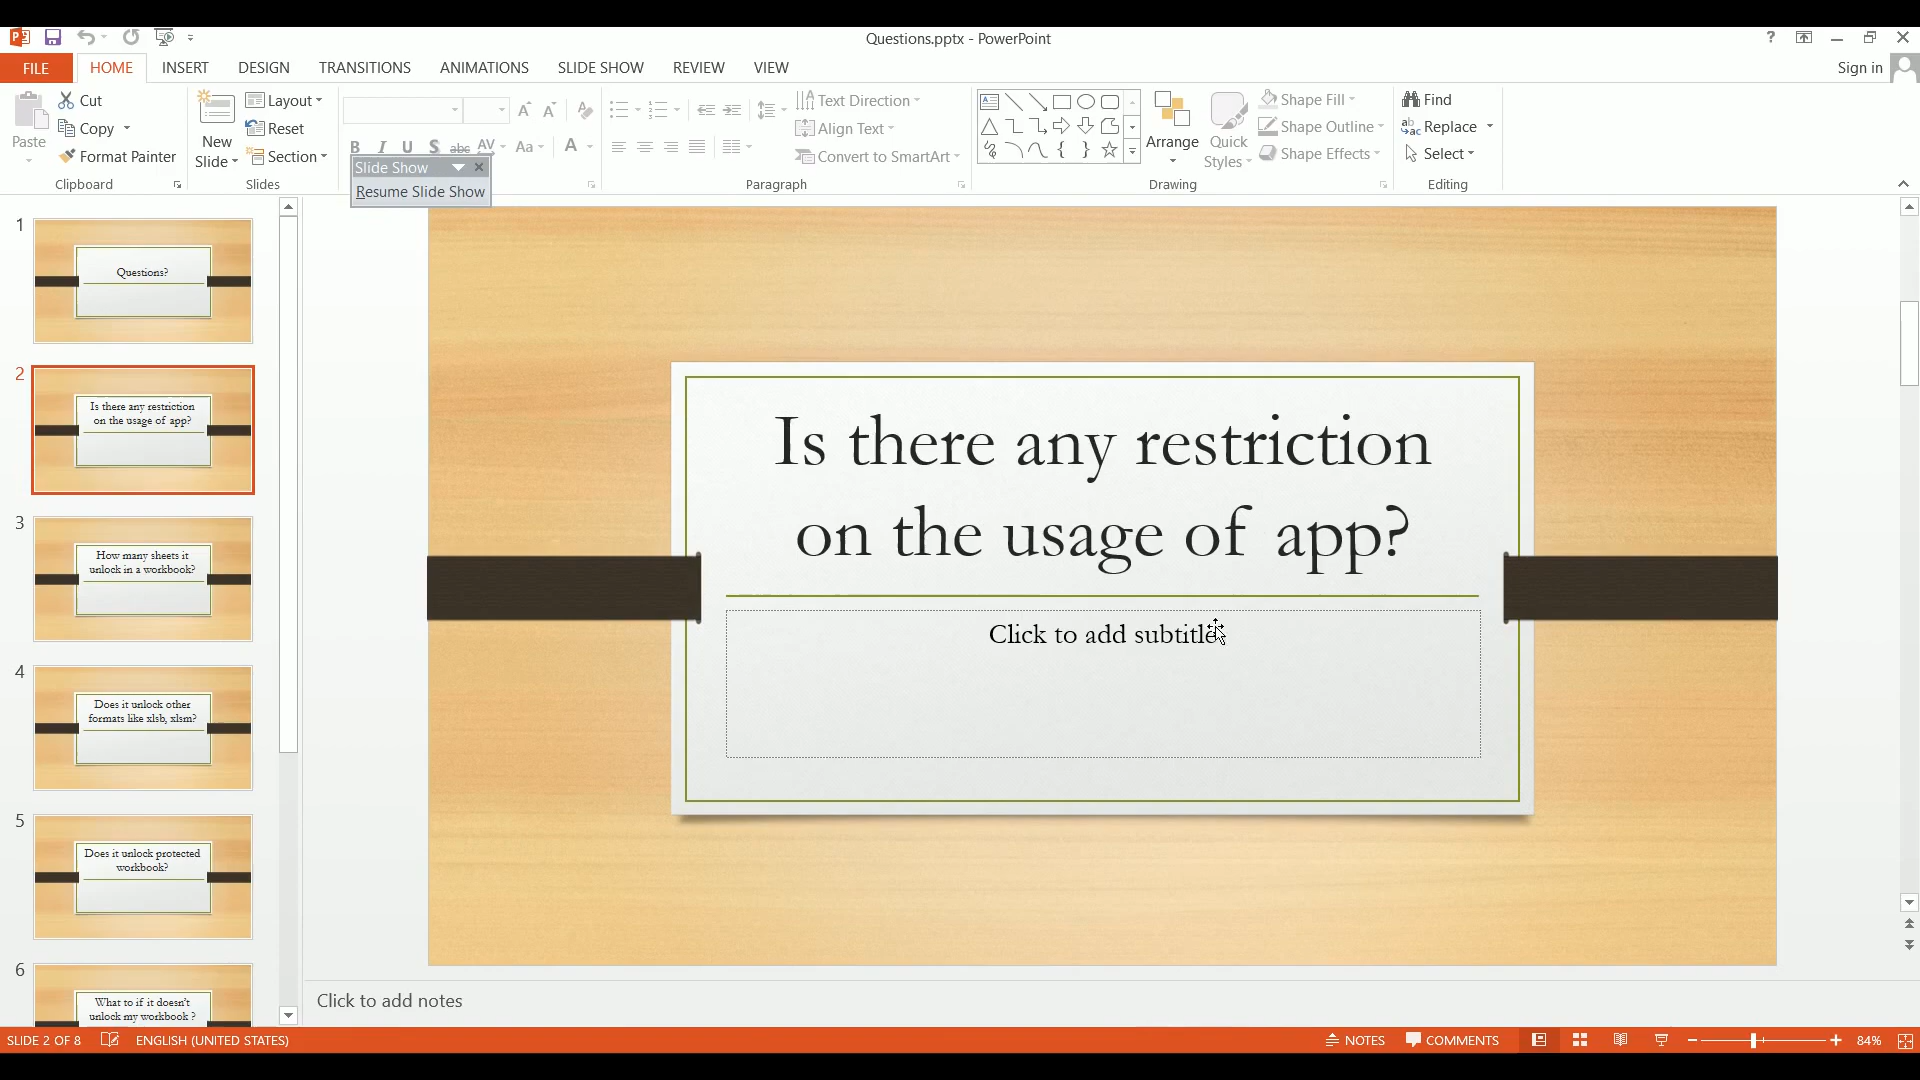 Questions.pptx - PowerPoint
FILE
HOME
INSERT
DESIGN
TRANSITIONS
ANIMATIONS
SLIDE SHOW
REVIEW
VIEW
Sign in
Paste
Cut
Copy
Format Painter
Clipboard
New
Slide
Layout
Reset
Section
Slides
B I U S abc AV Aa A
Slide Show
Resume Slide Show
Text Direction
Align Text
Convert to SmartArt
Paragraph
Arrange
Quick
Styles
Shape Fill
Shape Outline
Shape Effects
Drawing
Find
Replace
Select
Editing
1
Questions?
2
Is there any restriction
on the usage of app?
3
How many sheets it
unlock in a workbook?
4
Does it unlock other
formats like xlsb, xlsm?
5
Does it unlock protected
workbook?
6
What to if it doesn't
unlock my workbook ?
Is there any restriction
on the usage of app?
Click to add subtitle
Click to add notes
SLIDE 2 OF 8
ENGLISH (UNITED STATES)
NOTES
COMMENTS
84%